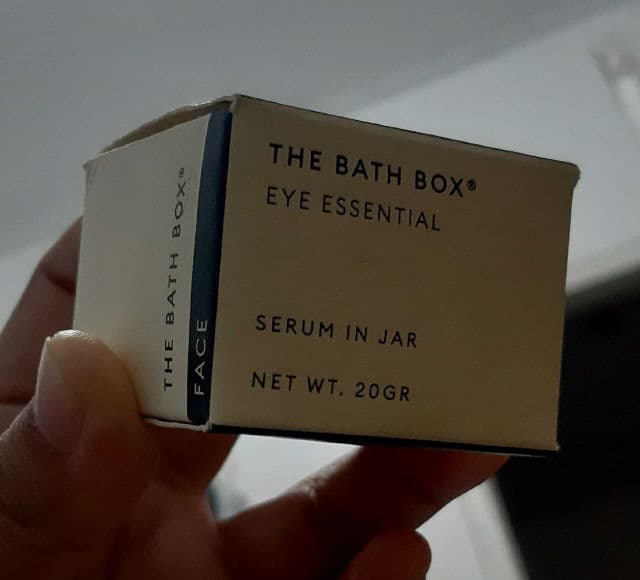 THE BATH BOX®
EYE ESSENTIAL
SERUM IN JAR
NET WT. 20GR
THE BATH BOX®
FACE